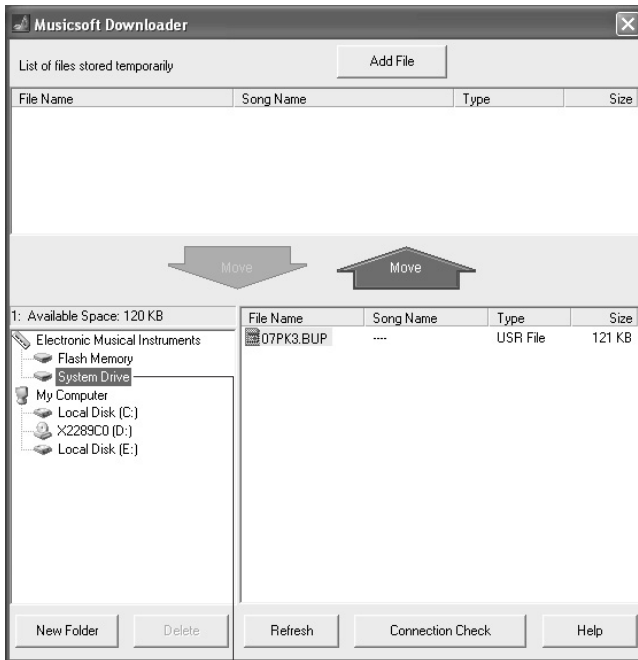 Musicsoft Downloader
List of files stored temporarily
Add File
File Name Song Name Type Size
Move Move
1: Available Space: 120 KB
Electronic Musical Instruments
Flash Memory
System Drive
My Computer
Local Disk (C:)
X2289C0 (D:)
Local Disk (E:)
File Name Song Name Type Size
07PK3.BUP ---- USR File 121 KB
New Folder Delete Refresh Connection Check Help